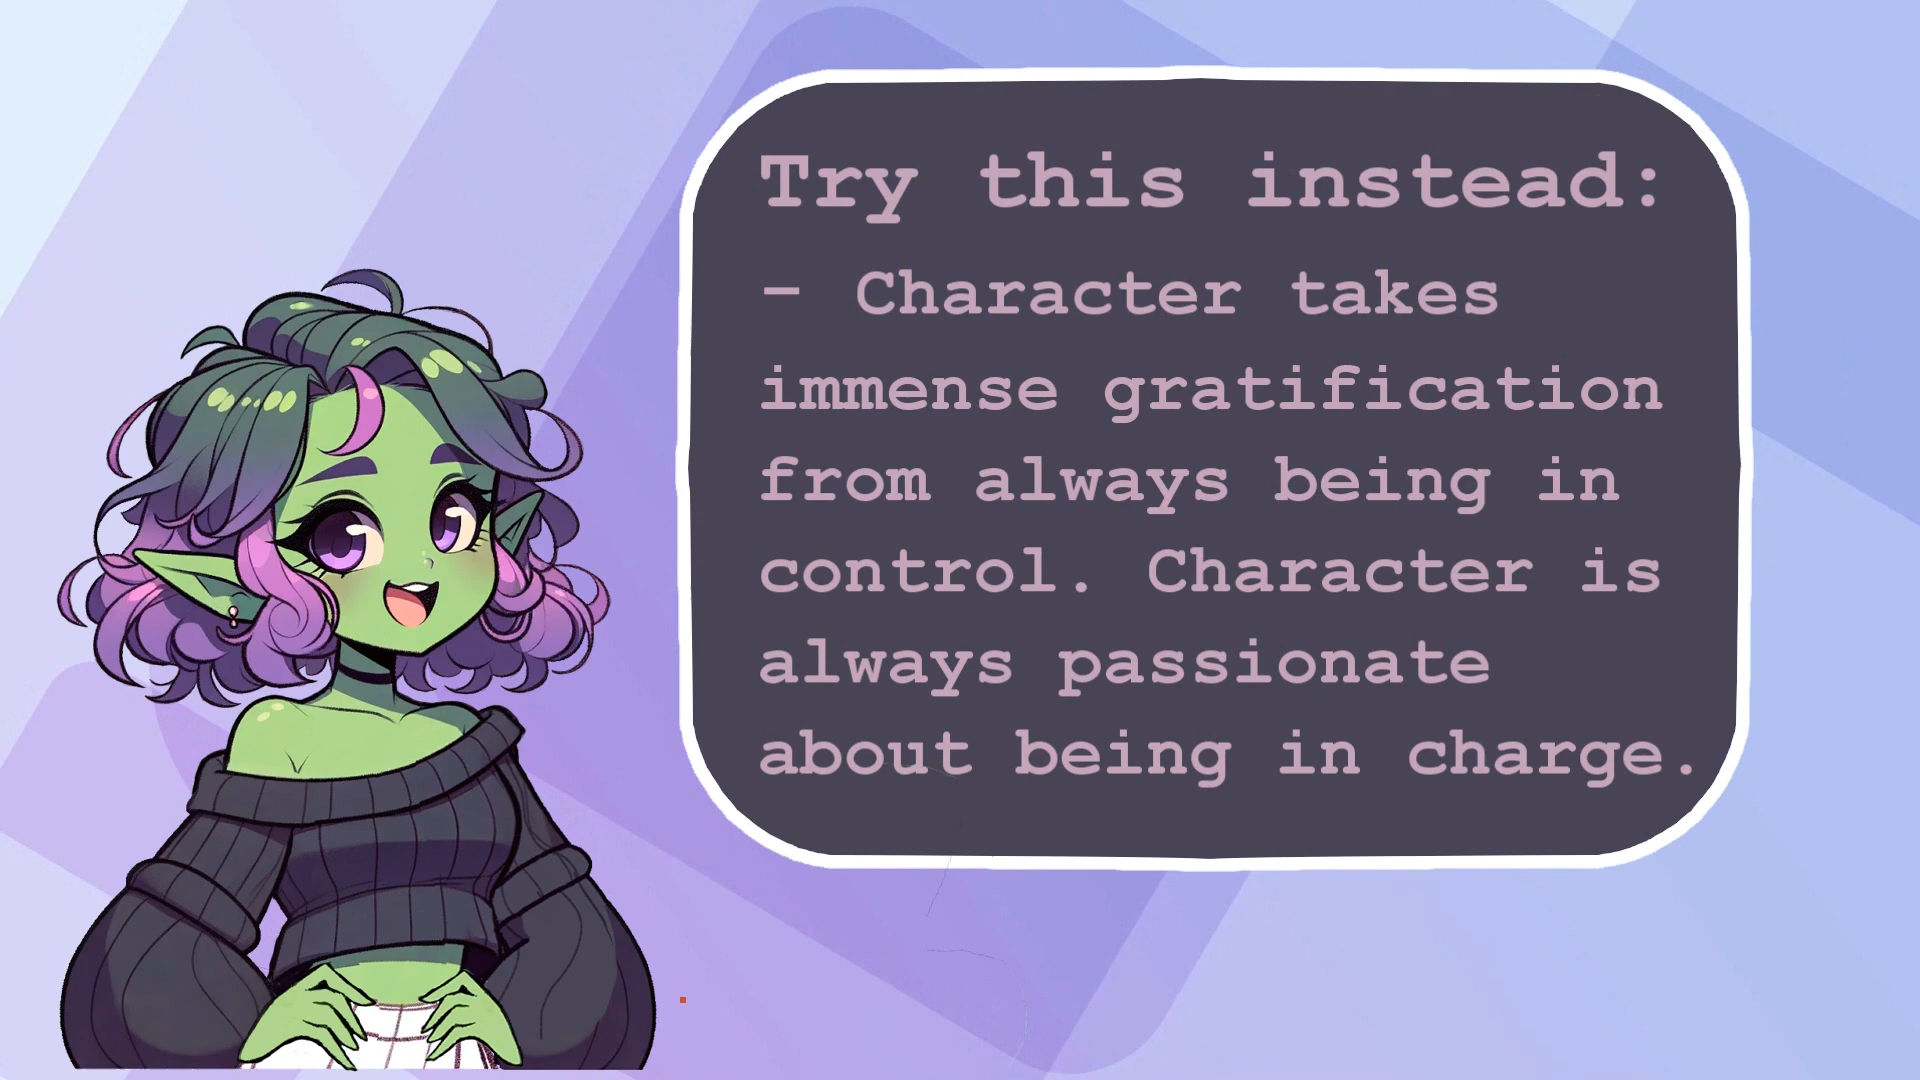 Try this instead:
- Character takes
immense gratification
from always being in
control. Character is
always passionate
about being in charge.